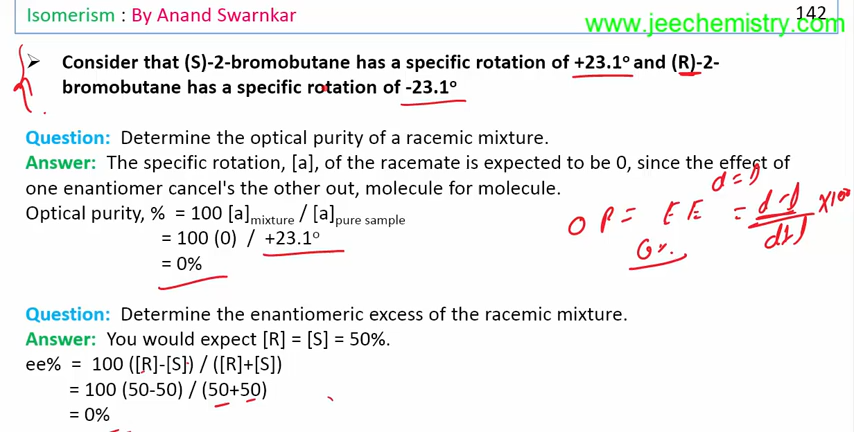 Isomerism : By Anand Swarnkar
142
www.jeechemistry.com
➢ Consider that (S)-2-bromobutane has a specific rotation of +23.1° and (R)-2-
bromobutane has a specific rotation of -23.1°
Question: Determine the optical purity of a racemic mixture.
Answer: The specific rotation, [a], of the racemate is expected to be 0, since the effect of
one enantiomer cancel's the other out, molecule for molecule.
Optical purity, % = 100 [a]mixture / [a]pure sample
= 100 (0) / +23.1°
= 0%
d = l
O P = E E = d-l/d+l ×100
0%
Question: Determine the enantiomeric excess of the racemic mixture.
Answer: You would expect [R] = [S] = 50%.
ee% = 100 ([R]-[S]) / ([R]+[S])
= 100 (50-50) / (50+50)
= 0%